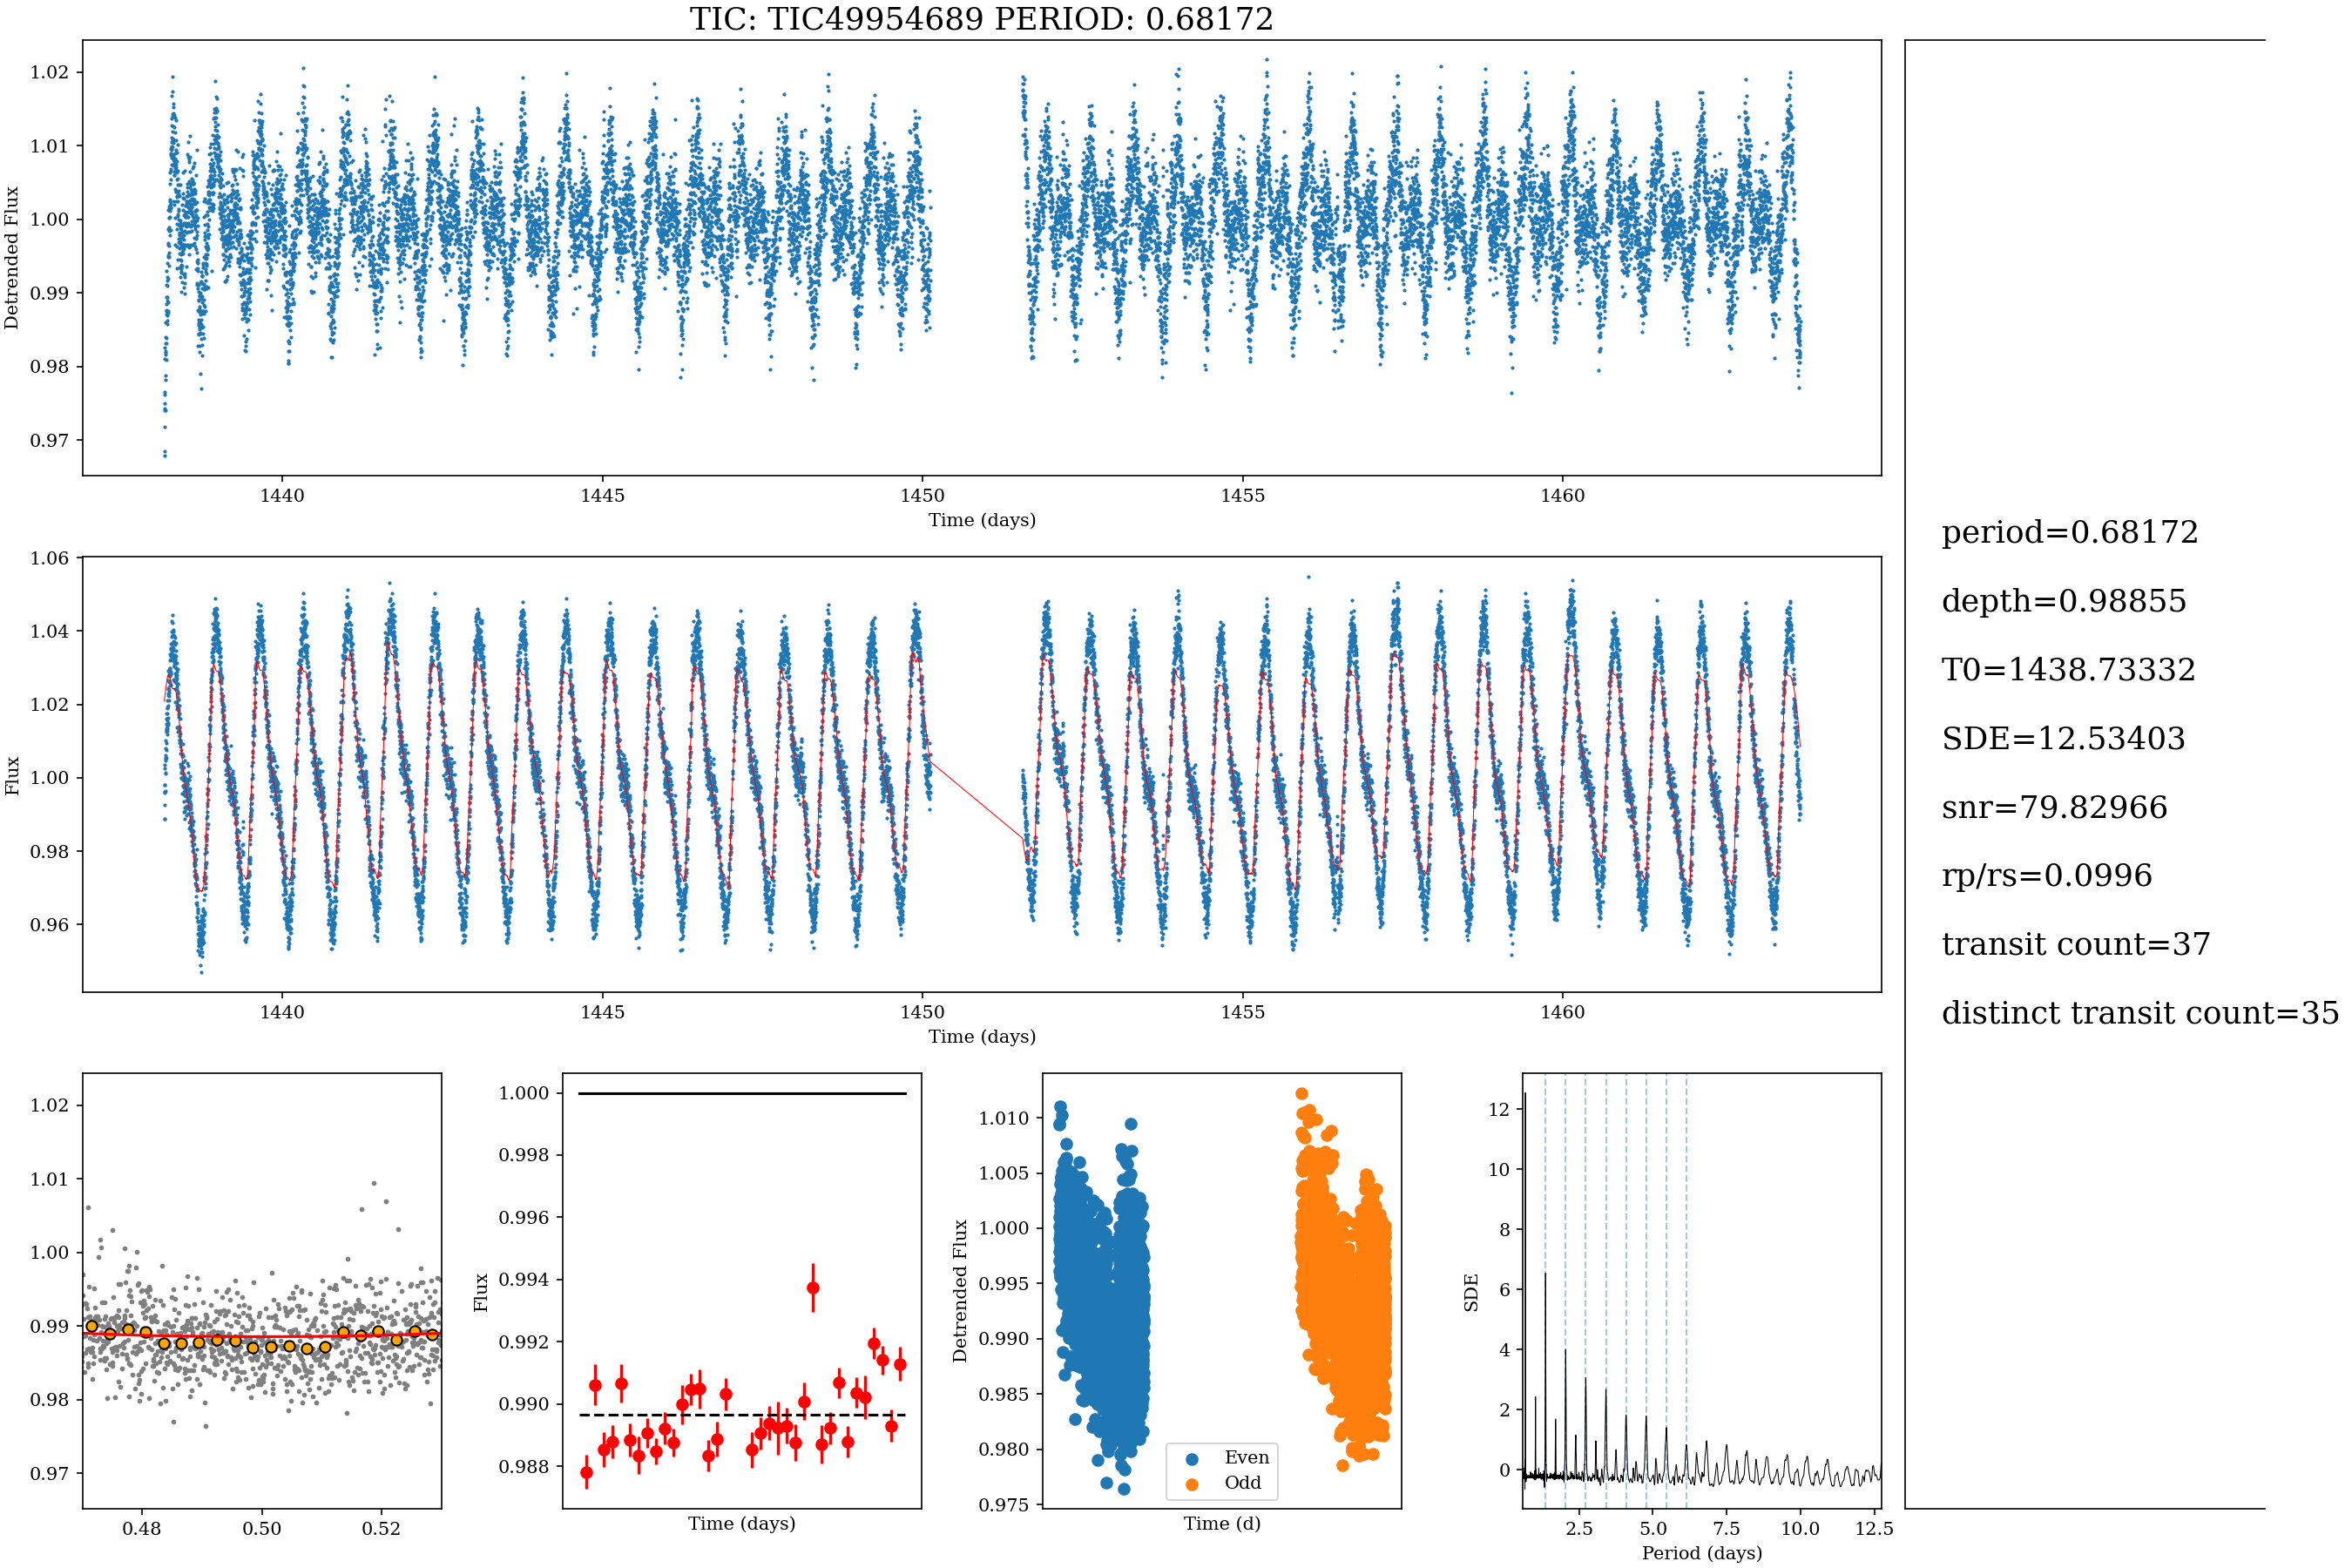 TIC: TIC49954689 PERIOD: 0.68172
1.02
1.01
1.00
0.99
0.98
0.97
Detrended Flux
1440
1445
1450
1455
1460
Time (days)
1.06
1.04
1.02
1.00
0.98
0.96
Flux
1440
1445
1450
1455
1460
Time (days)
period=0.68172
depth=0.98855
T0=1438.73332
SDE=12.53403
snr=79.82966
rp/rs=0.0996
transit count=37
distinct transit count=35
1.02
1.01
1.00
0.99
0.98
0.97
0.48
0.50
0.52
1.000
0.998
0.996
0.994
0.992
0.990
0.988
Flux
Time (days)
1.010
1.005
1.000
0.995
0.990
0.985
0.980
0.975
Detrended Flux
Even
Odd
Time (d)
12
10
8
6
4
2
0
SDE
2.5
5.0
7.5
10.0
12.5
Period (days)